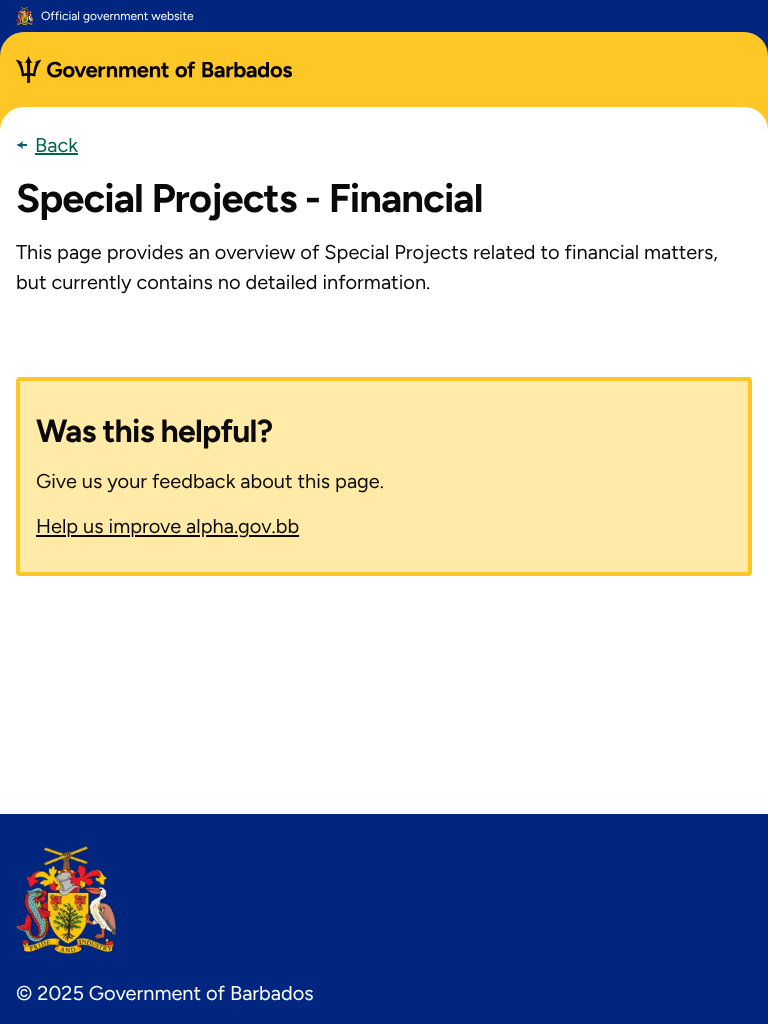 Official government website
Government of Barbados
Back
Special Projects - Financial
This page provides an overview of Special Projects related to financial matters,
but currently contains no detailed information.
Was this helpful?
Give us your feedback about this page.
Help us improve alpha.gov.bb
PRIDE AND INDUSTRY
© 2025 Government of Barbados